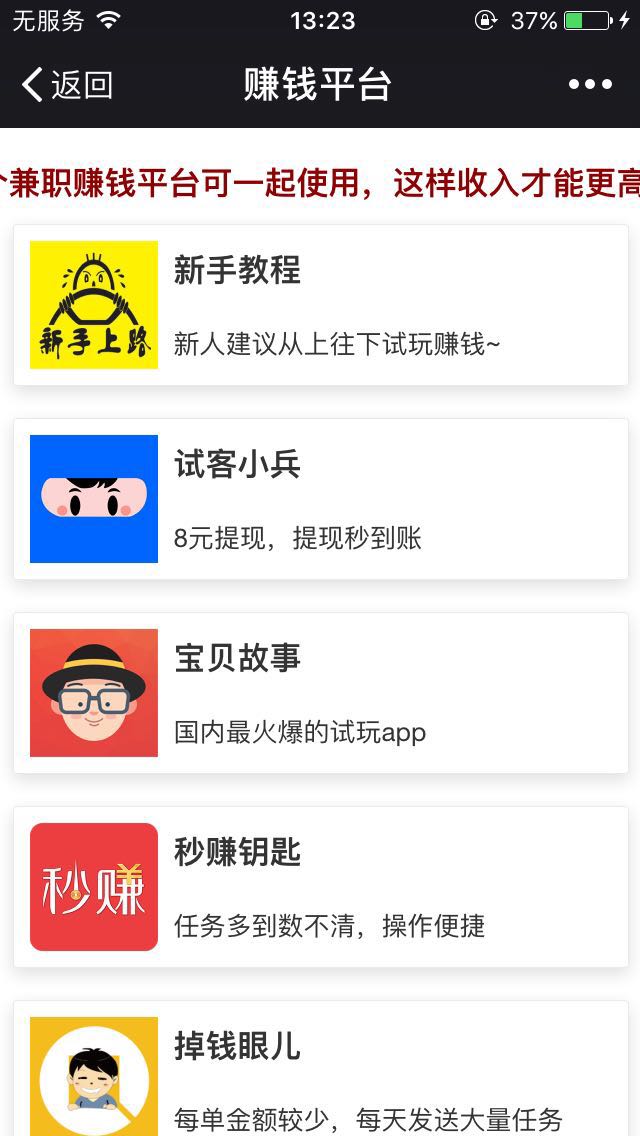 无服务 13:23 37%
返回 赚钱平台
兼职赚钱平台可一起使用，这样收入才能更高
新手上路
新手教程
新人建议从上往下试玩赚钱~
试客小兵
8元提现，提现秒到账
宝贝故事
国内最火爆的试玩app
秒赚
秒赚钥匙
任务多到数不清，操作便捷
掉钱眼儿
每单金额较少，每天发送大量任务